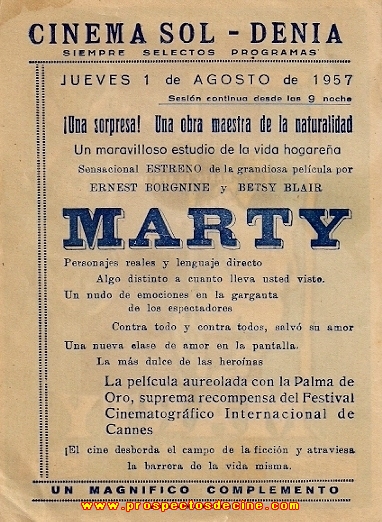 CINEMA SOL - DENIA
SIEMPRE SELECTOS PROGRAMAS
JUEVES 1 de AGOSTO de 1957
Sesión continua desde las 9 noche
¡Una sorpresa! Una obra maestra de la naturalidad
Un maravilloso estudio de la vida hogareña
Sensacional ESTRENO de la grandiosa película por
ERNEST BORGNINE y BETSY BLAIR
MARTY
Personajes reales y lenguaje directo
Algo distinto a cuanto lleva usted visto.
Un nudo de emociones en la garganta
de los espectadores
Contra todo y contra todos, salvó su amor
Una nueva clase de amor en la pantalla.
La más dulce de las heroínas
La película aureolada con la Palma de
Oro, suprema recompensa del Festival
Cinematográfico Internacional de
Cannes
¡El cine desborda el campo de la ficción y atraviesa
la barrera de la vida misma.
UN MAGNIFICO COMPLEMENTO
www.prospectosdecine.com